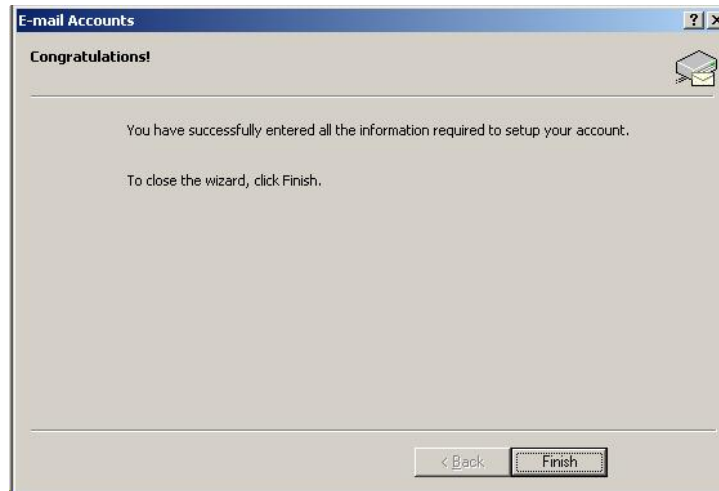 E-mail Accounts
Congratulations!
You have successfully entered all the information required to setup your account.
To close the wizard, click Finish.
< Back
Finish